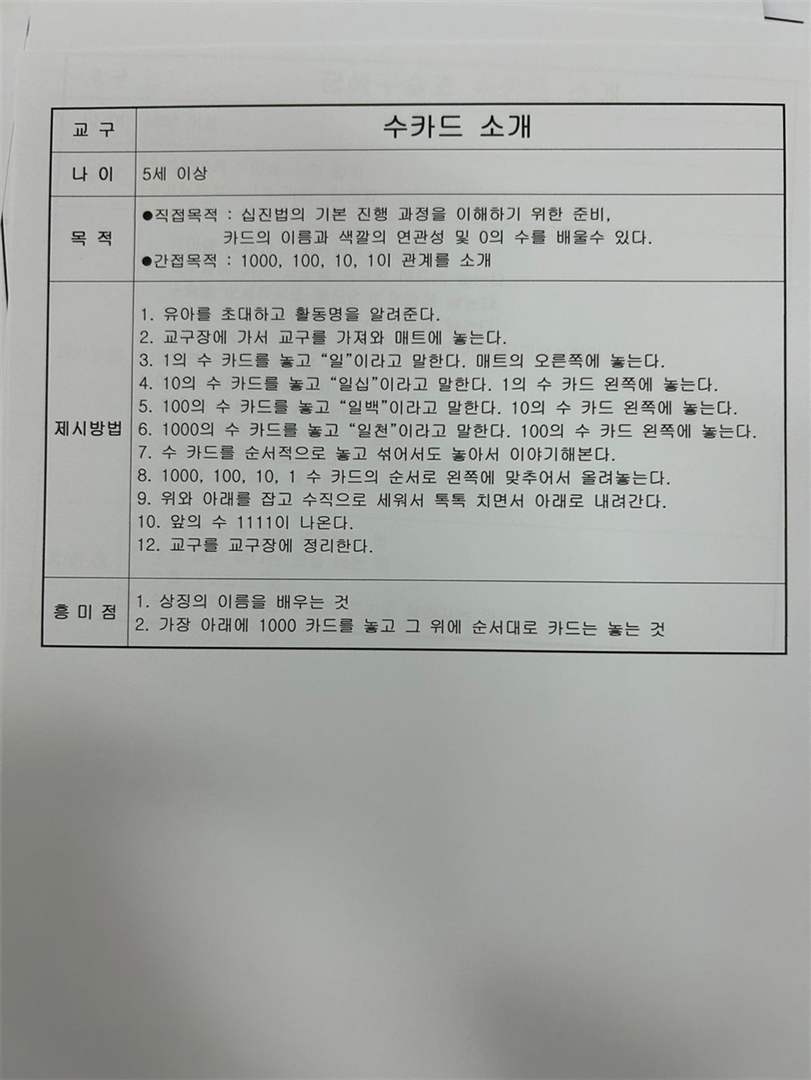 교 구 수카드 소개
나 이 5세 이상
목 적
●직접목적 : 십진법의 기본 진행 과정을 이해하기 위한 준비,
카드의 이름과 색깔의 연관성 및 0의 수를 배울수 있다.
●간접목적 : 1000, 100, 10, 1이 관계를 소개
제시방법
1. 유아를 초대하고 활동명을 알려준다.
2. 교구장에 가서 교구를 가져와 매트에 놓는다.
3. 1의 수 카드를 놓고 “일”이라고 말한다. 매트의 오른쪽에 놓는다.
4. 10의 수 카드를 놓고 “일십”이라고 말한다. 1의 수 카드 왼쪽에 놓는다.
5. 100의 수 카드를 놓고 “일백”이라고 말한다. 10의 수 카드 왼쪽에 놓는다.
6. 1000의 수 카드를 놓고 “일천”이라고 말한다. 100의 수 카드 왼쪽에 놓는다.
7. 수 카드를 순서적으로 놓고 섞어서도 놓아서 이야기해본다.
8. 1000, 100, 10, 1 수 카드의 순서로 왼쪽에 맞추어서 올려놓는다.
9. 위와 아래를 잡고 수직으로 세워서 톡톡 치면서 아래로 내려간다.
10. 앞의 수 1111이 나온다.
12. 교구를 교구장에 정리한다.
흥 미 점
1. 상징의 이름을 배우는 것
2. 가장 아래에 1000 카드를 놓고 그 위에 순서대로 카드는 놓는 것